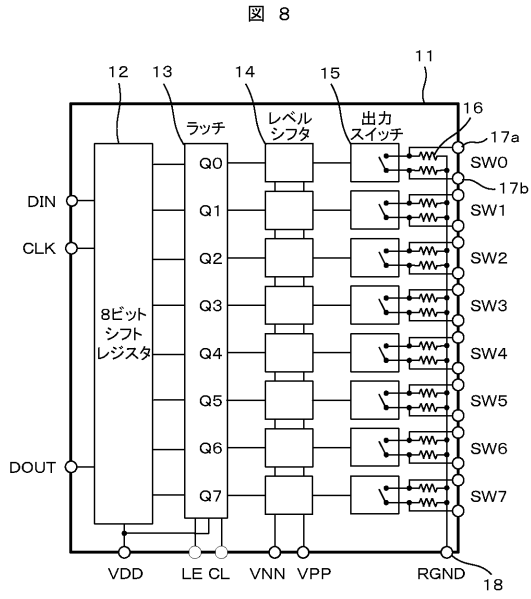 図 8
11
12
13
14
15
ラッチ
レベル
シフタ
出力
スイッチ
16
17a
17b
DIN
CLK
DOUT
8ビット
シフト
レジスタ
Q0
Q1
Q2
Q3
Q4
Q5
Q6
Q7
SW0
SW1
SW2
SW3
SW4
SW5
SW6
SW7
VDD
LE CL
VNN
VPP
RGND
18